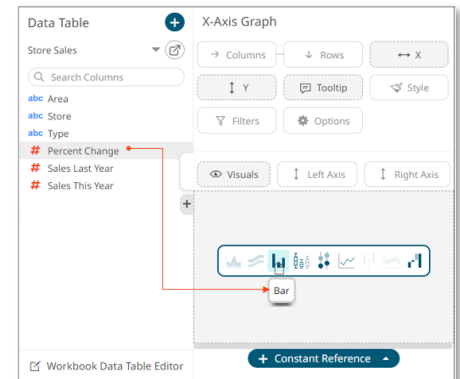 Data Table
X-Axis Graph
Store Sales
Columns
Rows
X
Search Columns
Y
Tooltip
Style
abc Area
abc Store
abc Type
Filters
Options
# Percent Change
# Sales Last Year
# Sales This Year
Visuals
Left Axis
Right Axis
+
Bar
Workbook Data Table Editor
+ Constant Reference